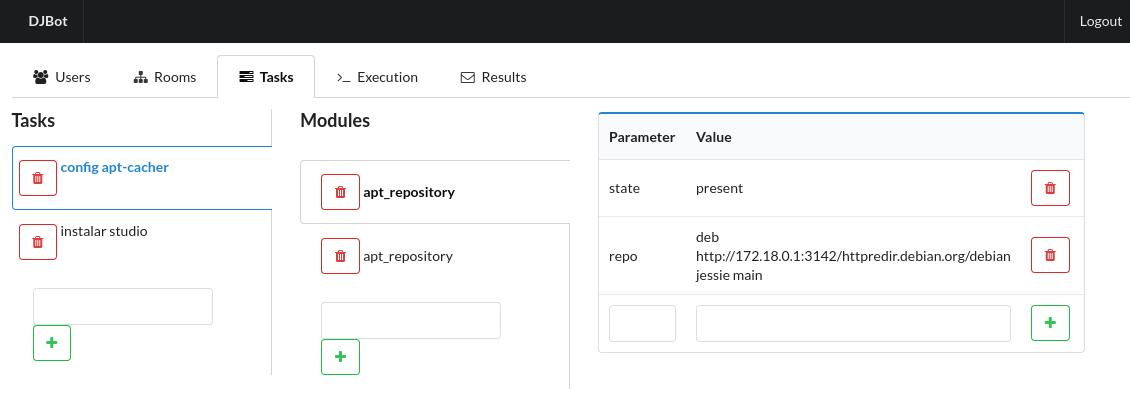 DJBot
Logout
Users
Rooms
Tasks
Execution
Results
Tasks
config apt-cacher
instalar studio
Modules
apt_repository
apt_repository
Parameter Value
state present
repo
deb
http://172.18.0.1:3142/httpredir.debian.org/debian
jessie main